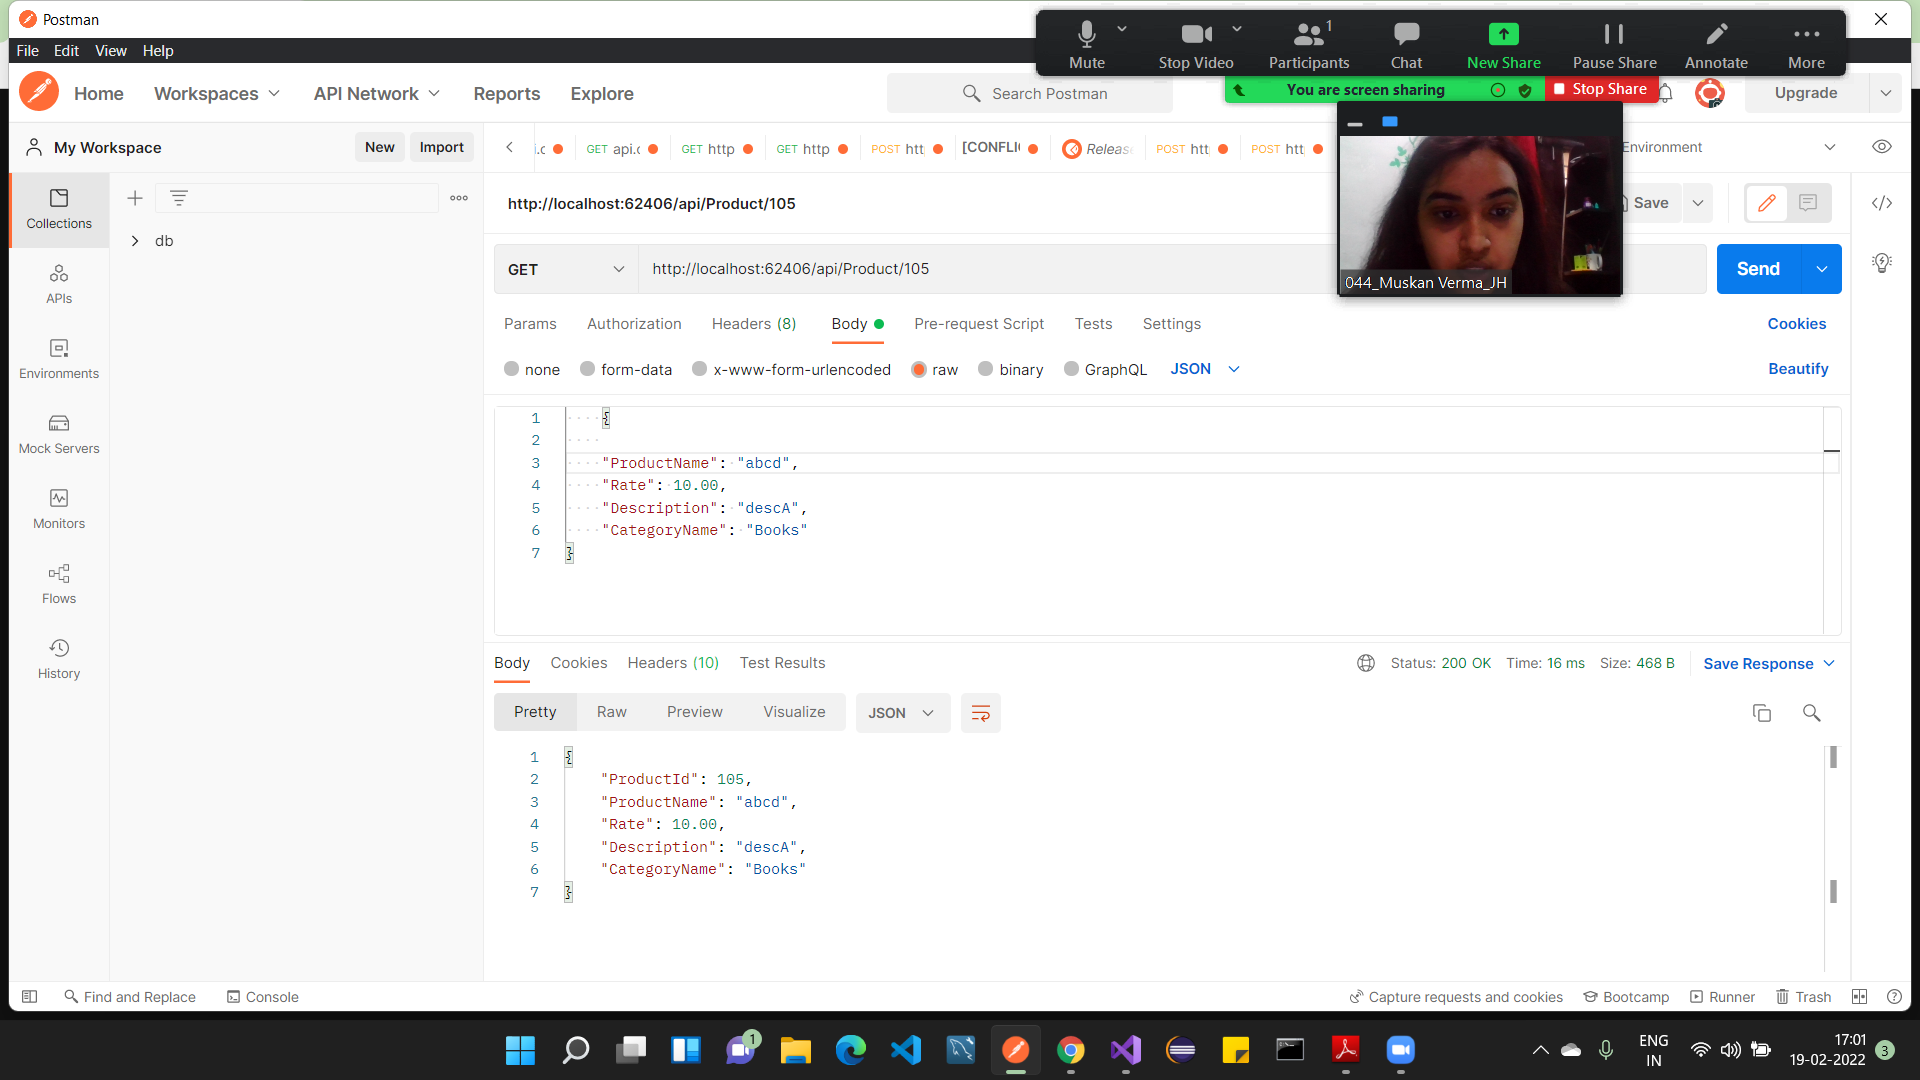 Postman
File Edit View Help
Mute
Stop Video
1
Participants
Chat
New Share
Pause Share
Annotate
More
You are screen sharing
Stop Share
Home
Workspaces
API Network
Reports
Explore
Search Postman
Upgrade
My Workspace
New
Import
GET api.c
GET http
GET http
POST htt
[CONFLI
Releas
POST htt
POST htt
Environment
Collections
APIs
Environments
Mock Servers
Monitors
Flows
History
db
http://localhost:62406/api/Product/105
Save
GET
http://localhost:62406/api/Product/105
Send
044_Muskan Verma_JH
Params
Authorization
Headers (8)
Body
Pre-request Script
Tests
Settings
Cookies
none
form-data
x-www-form-urlencoded
raw
binary
GraphQL
JSON
Beautify
1 {
2
3 "ProductName": "abcd",
4 "Rate": 10.00,
5 "Description": "descA",
6 "CategoryName": "Books"
7 }
Body
Cookies
Headers (10)
Test Results
Status: 200 OK
Time: 16 ms
Size: 468 B
Save Response
Pretty
Raw
Preview
Visualize
JSON
1 {
2 "ProductId": 105,
3 "ProductName": "abcd",
4 "Rate": 10.00,
5 "Description": "descA",
6 "CategoryName": "Books"
7 }
Find and Replace
Console
Capture requests and cookies
Bootcamp
Runner
Trash
1
ENG
IN
17:01
19-02-2022
3